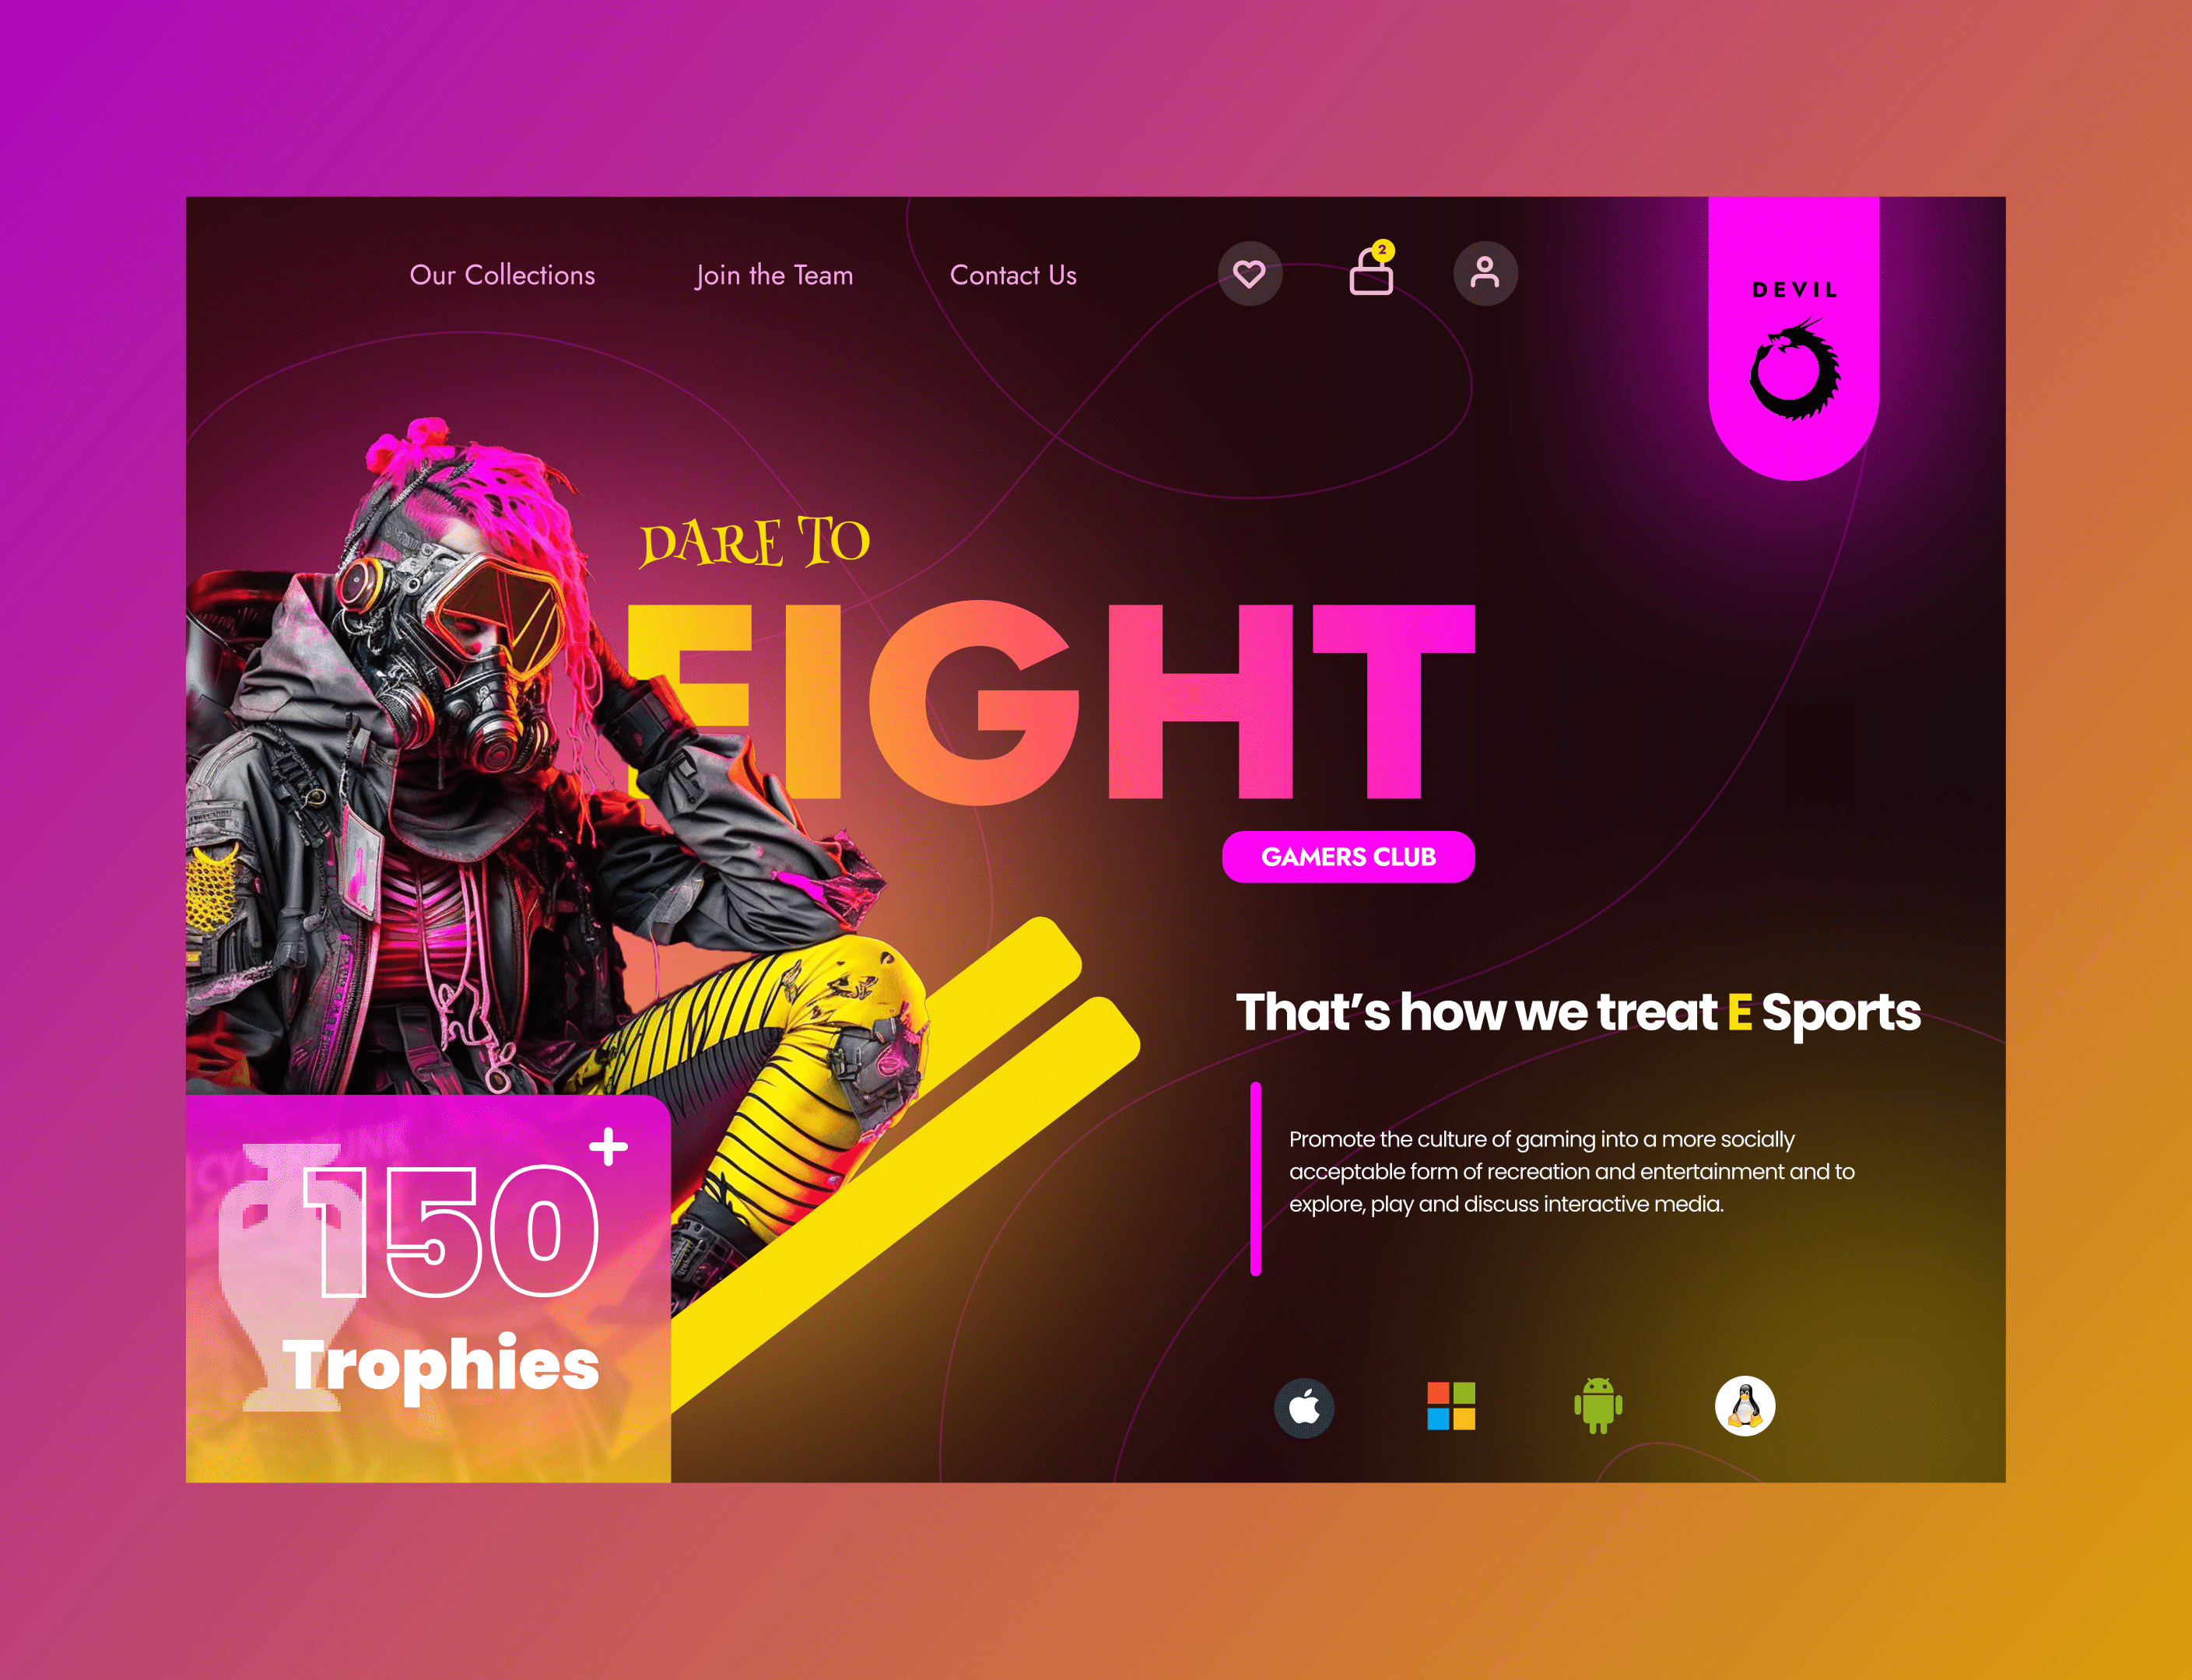 Our Collections
Join the Team
Contact Us
2
DEVIL
DARE TO
FIGHT
GAMERS CLUB
That’s how we treat E Sports
Promote the culture of gaming into a more socially
acceptable form of recreation and entertainment and to
explore, play and discuss interactive media.
150+
Trophies